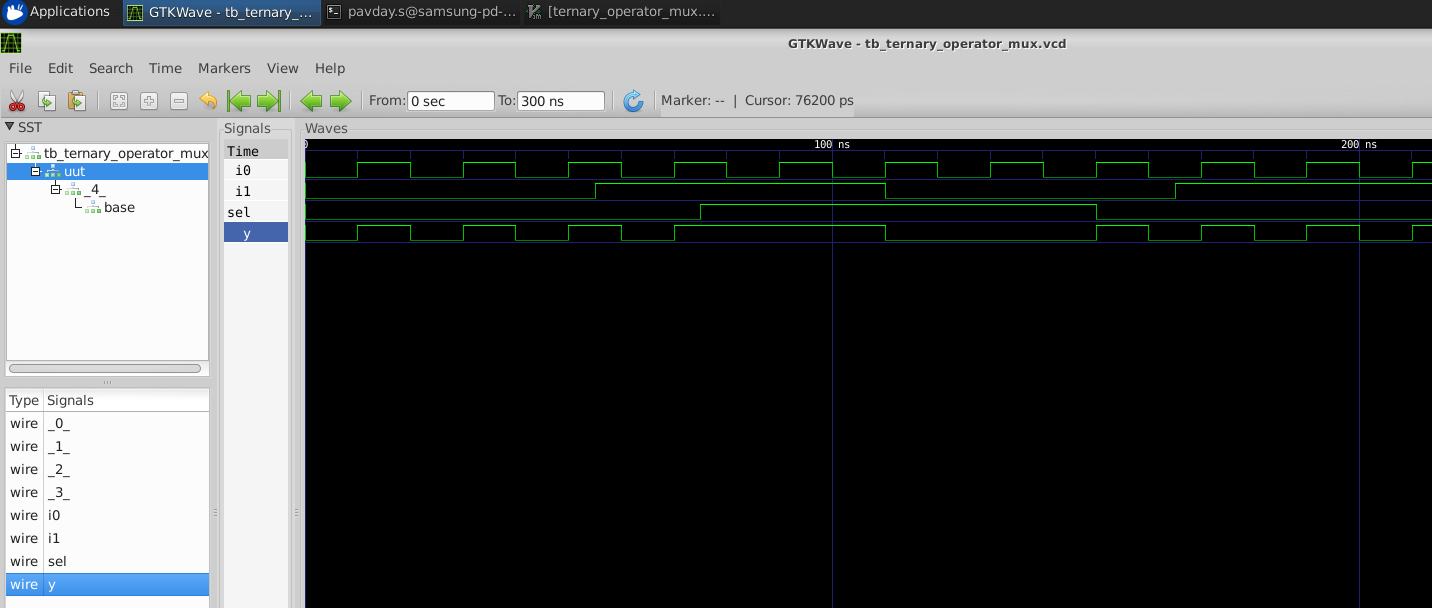 Applications
GTKWave - tb_ternary_...
pavday.s@samsung-pd-...
[ternary_operator_mux....
GTKWave - tb_ternary_operator_mux.vcd
File Edit Search Time Markers View Help
From: 0 sec To: 300 ns Marker: -- | Cursor: 76200 ps
SST
tb_ternary_operator_mux
uut
_4_
base
Type Signals
wire _0_
wire _1_
wire _2_
wire _3_
wire i0
wire i1
wire sel
wire y
Signals
Time
i0
i1
sel
y
Waves
0 100 ns 200 ns